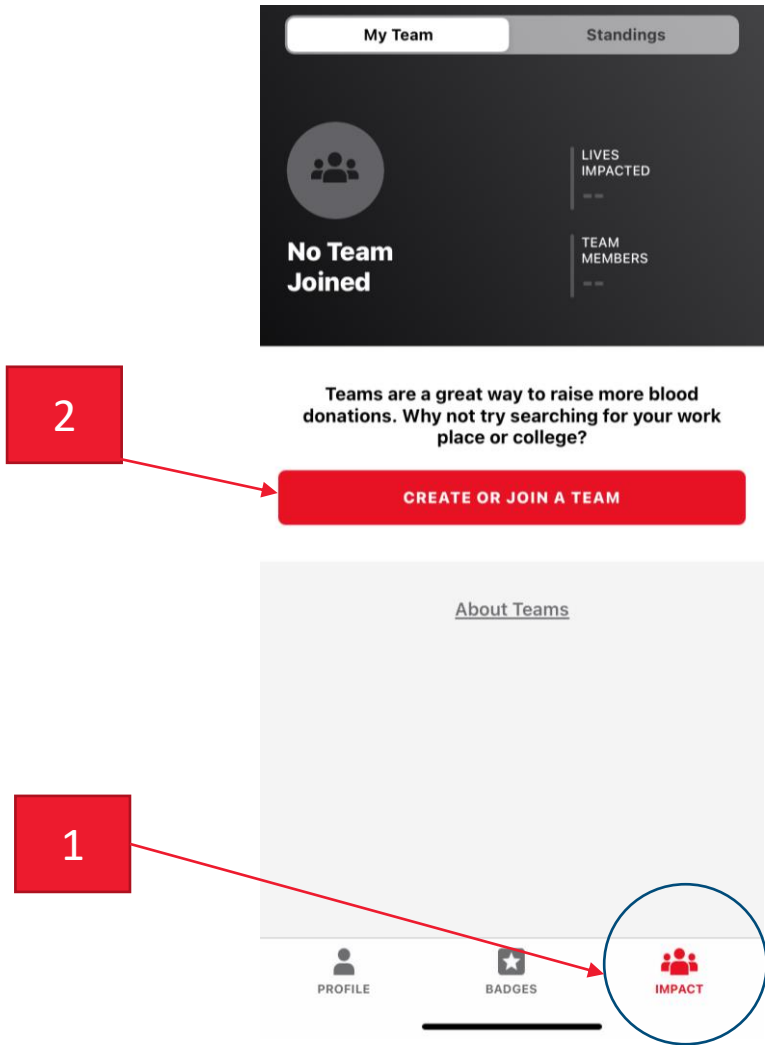 My Team
Standings
LIVES
IMPACTED
--
No Team
Joined
TEAM
MEMBERS
--
2
Teams are a great way to raise more blood
donations. Why not try searching for your work
place or college?
CREATE OR JOIN A TEAM
About Teams
1
PROFILE
BADGES
IMPACT